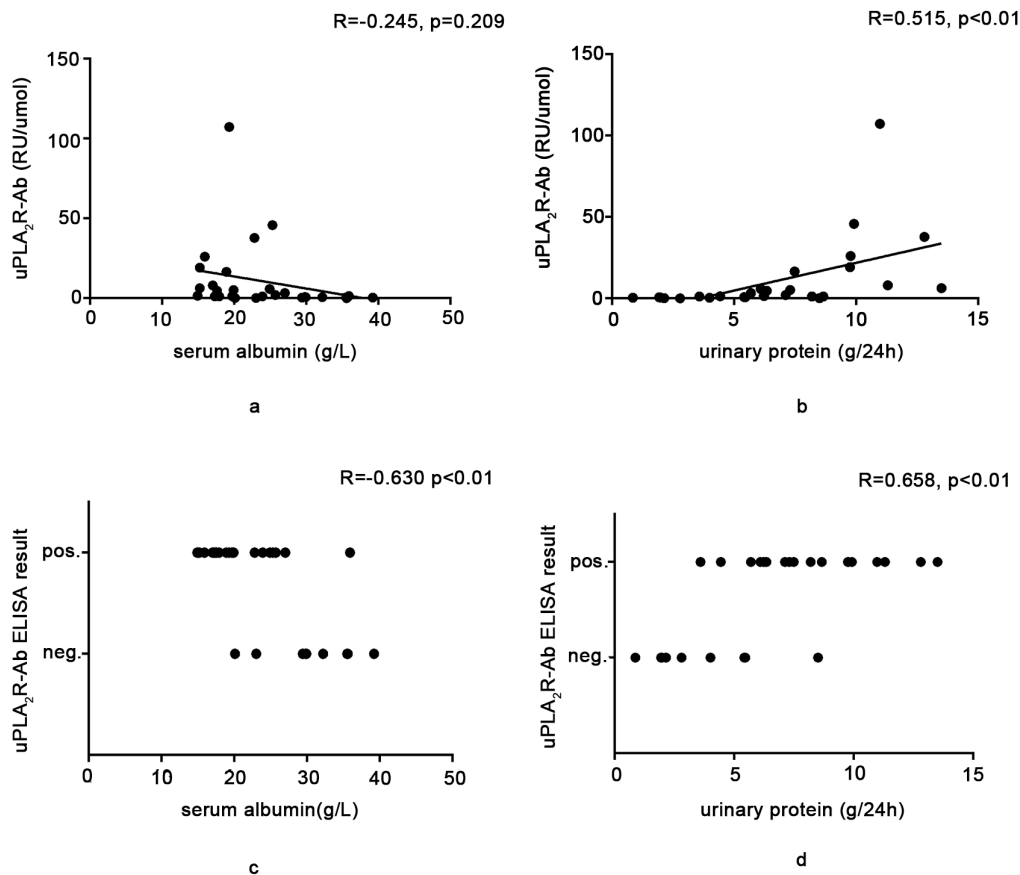 R=-0.245, p=0.209
uPLA2R-Ab (RU/umol)
150
100
50
0
0 10 20 30 40 50
serum albumin (g/L)
a
R=0.515, p<0.01
uPLA2R-Ab (RU/umol)
150
100
50
0
0 5 10 15
urinary protein (g/24h)
b
R=-0.630 p<0.01
uPLA2R-Ab ELISA result
pos.
neg.
0 10 20 30 40 50
serum albumin(g/L)
c
R=0.658, p<0.01
uPLA2R-Ab ELISA result
pos.
neg.
0 5 10 15
urinary protein (g/24h)
d